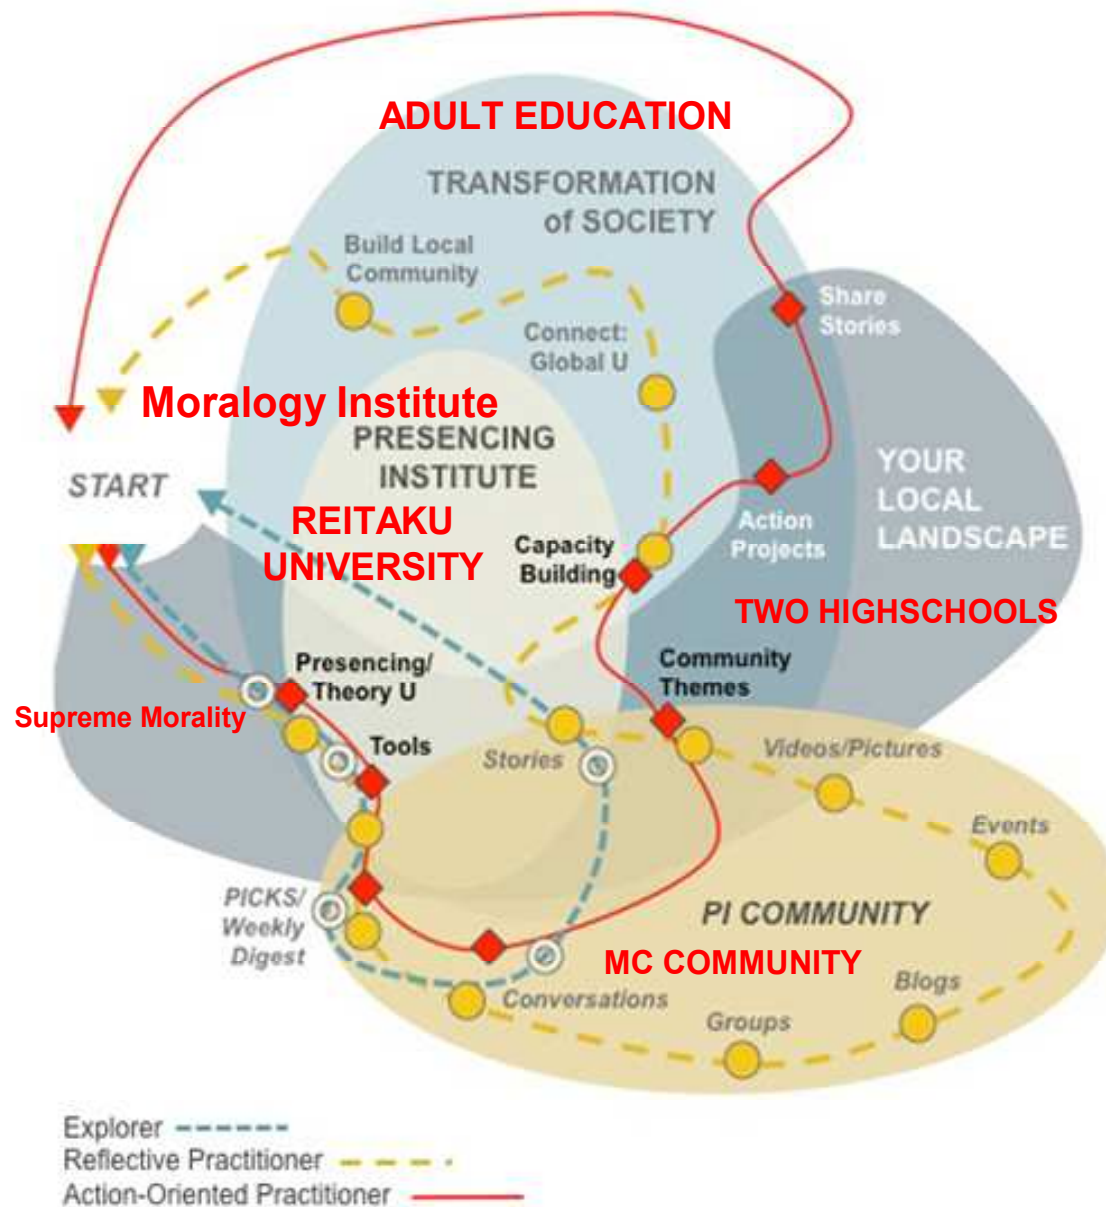 ADULT EDUCATION
TRANSFORMATION
of SOCIETY
Build Local
Community
Share
Stories
Connect:
Global U
Moralogy Institute
PRESENCING
INSTITUTE
START
YOUR
LOCAL
LANDSCAPE
REITAKU
UNIVERSITY
Action
Projects
Capacity
Building
TWO HIGHSCHOOLS
Presencing/
Theory U
Community
Themes
Supreme Morality
Tools
Stories
Videos/Pictures
Events
PICKS/
Weekly
Digest
PI COMMUNITY
MC COMMUNITY
Conversations
Blogs
Groups
Explorer
Reflective Practitioner
Action-Oriented Practitioner